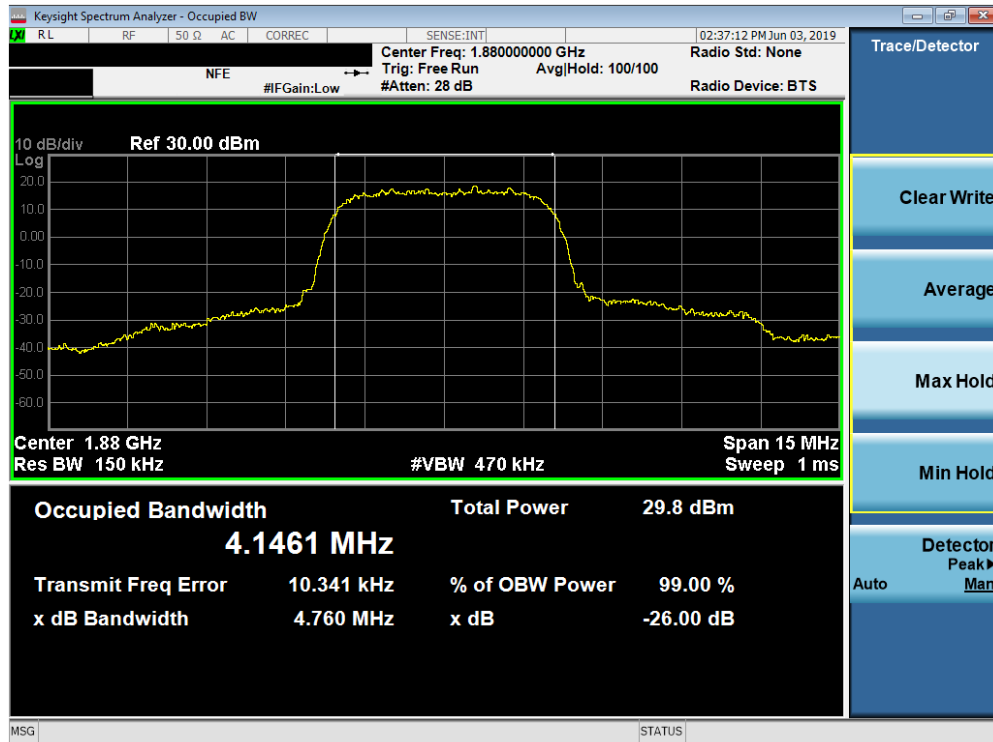 Keysight Spectrum Analyzer - Occupied BW
LXI RL RF 50 Ω AC CORREC SENSE:INT 02:37:12 PM Jun 03, 2019
Center Freq: 1.880000000 GHz Radio Std: None
NFE Trig: Free Run Avg|Hold: 100/100
#IFGain:Low #Atten: 28 dB Radio Device: BTS
10 dB/div Ref 30.00 dBm
Log
20.0
10.0
0.00
-10.0
-20.0
-30.0
-40.0
-50.0
-60.0
Center 1.88 GHz Span 15 MHz
Res BW 150 kHz #VBW 470 kHz Sweep 1 ms
Occupied Bandwidth Total Power 29.8 dBm
4.1461 MHz
Transmit Freq Error 10.341 kHz % of OBW Power 99.00 %
x dB Bandwidth 4.760 MHz x dB -26.00 dB
MSG STATUS
Trace/Detector
Clear Write
Average
Max Hold
Min Hold
Detector
Peak▶
Auto Man